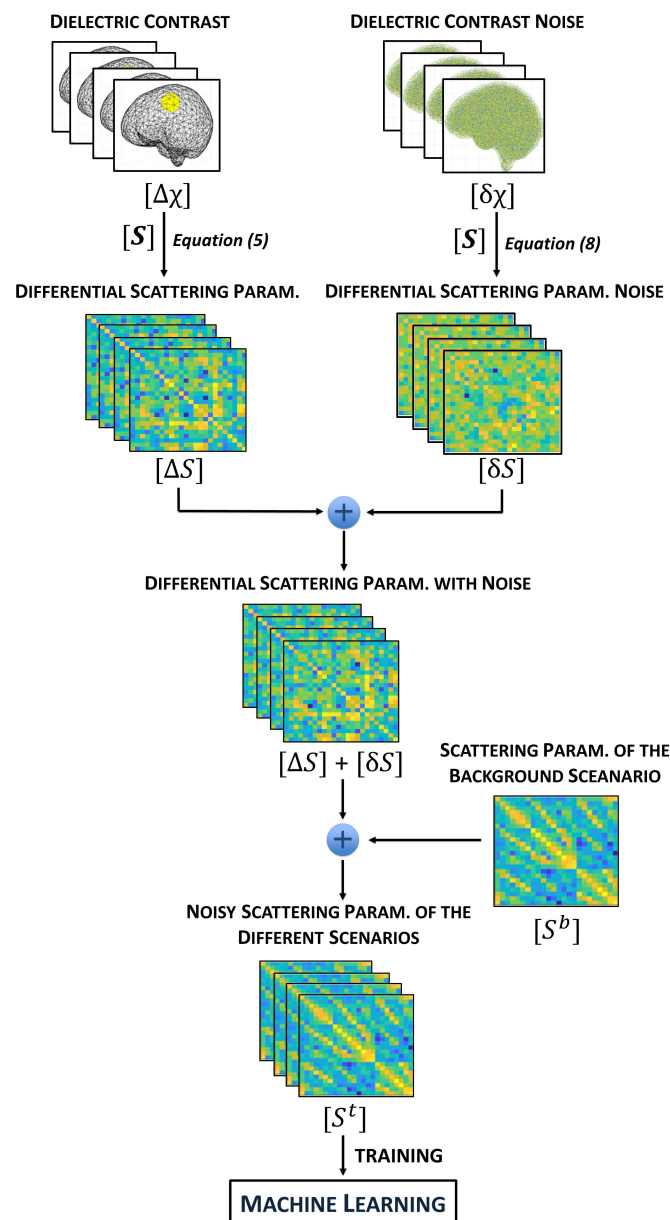 DIELECTRIC CONTRAST
DIELECTRIC CONTRAST NOISE
[Δχ]
[δχ]
[S] Equation (5)
[S] Equation (8)
DIFFERENTIAL SCATTERING PARAM.
DIFFERENTIAL SCATTERING PARAM. NOISE
[ΔS]
[δS]
+
DIFFERENTIAL SCATTERING PARAM. WITH NOISE
[ΔS] + [δS]
SCATTERING PARAM. OF THE
BACKGROUND SCEANARIO
+
[S^b]
NOISY SCATTERING PARAM. OF THE
DIFFERENT SCENARIOS
[S^t]
TRAINING
MACHINE LEARNING